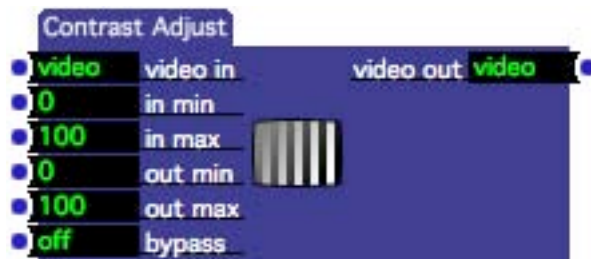 Contrast Adjust
video video in video out video
0 in min
100 in max
0 out min
100 out max
off bypass